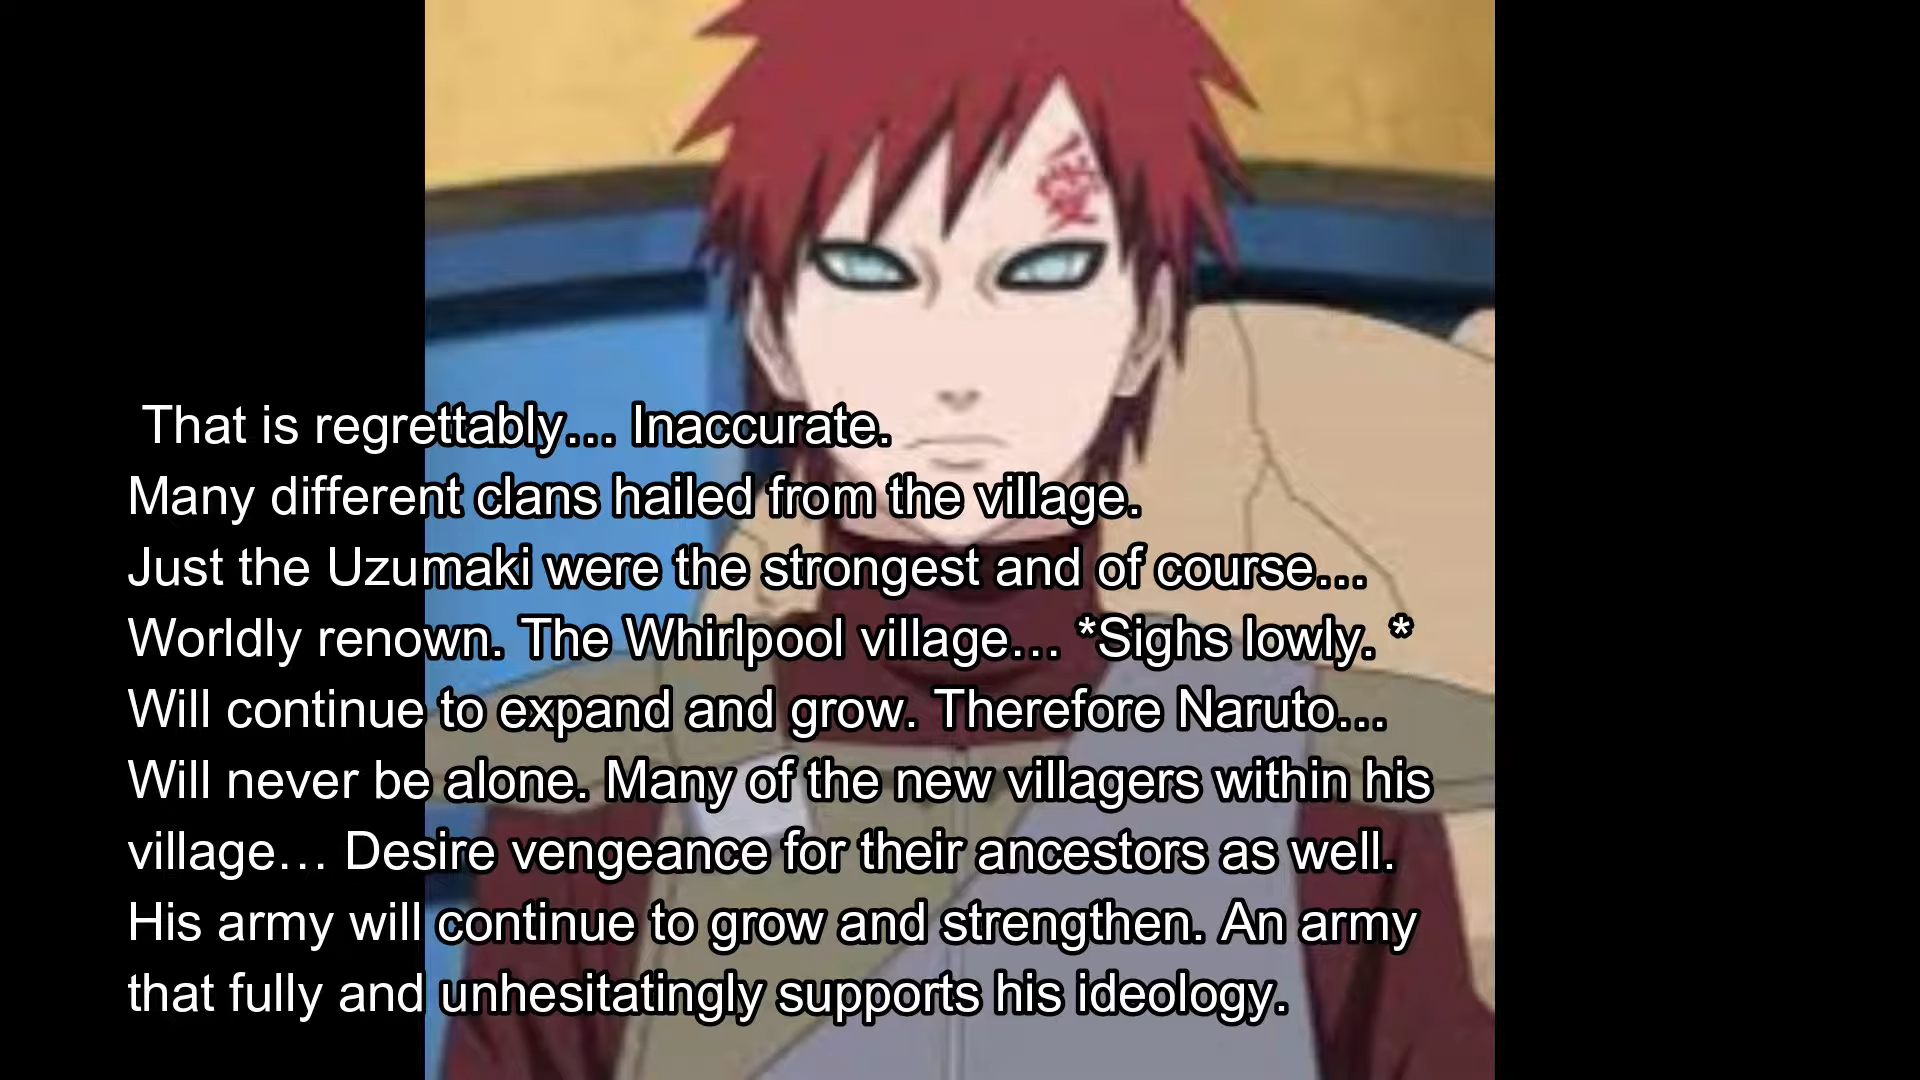 愛
That is regrettably... Inaccurate.
Many different clans hailed from the village.
Just the Uzumaki were the strongest and of course...
Worldly renown. The Whirlpool village... *Sighs lowly. *
Will continue to expand and grow. Therefore Naruto...
Will never be alone. Many of the new villagers within his
village... Desire vengeance for their ancestors as well.
His army will continue to grow and strengthen. An army
that fully and unhesitatingly supports his ideology.